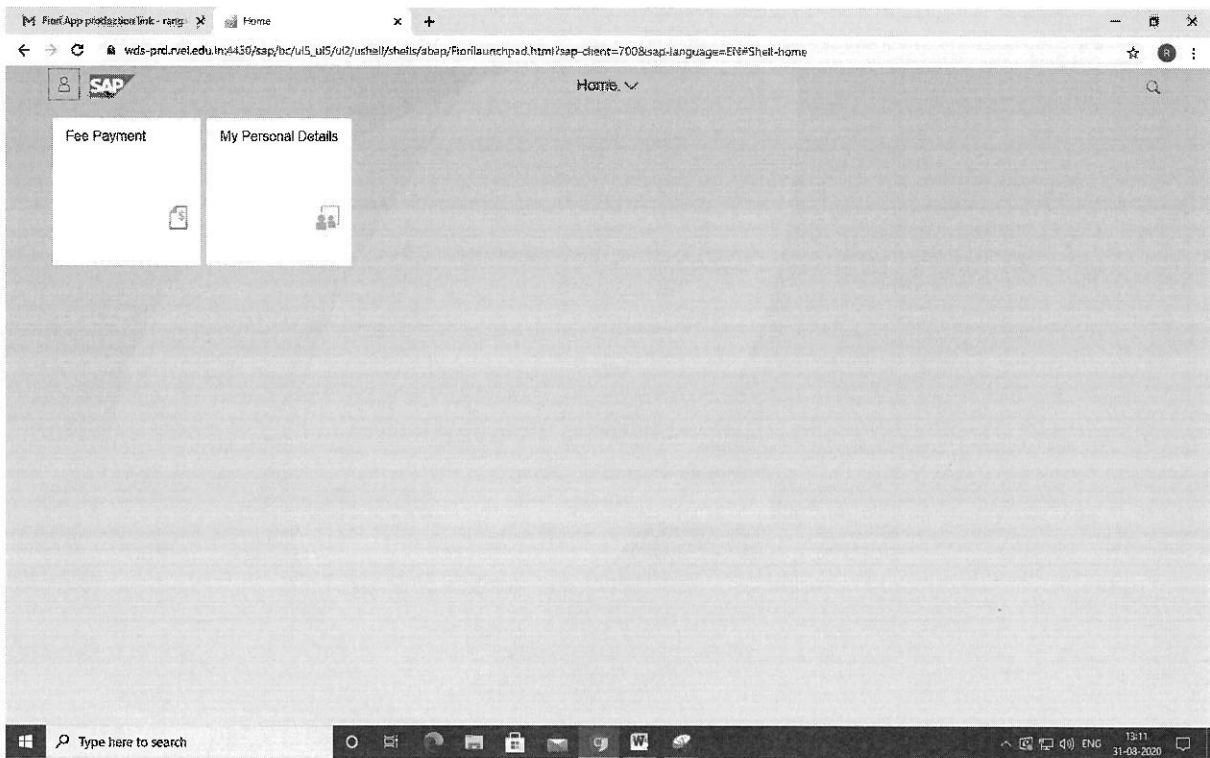 Fiori App production link - rang
Home
wds-prd.rvei.edu.in:4430/sap/bc/ui5_ui5/ui2/ushell/shells/abap/Fiorilaunchpad.html?sap-client=700&sap-language=EN#Shell-home
R
SAP
Home
Fee Payment
My Personal Details
Type here to search
ENG
13:11
31-08-2020